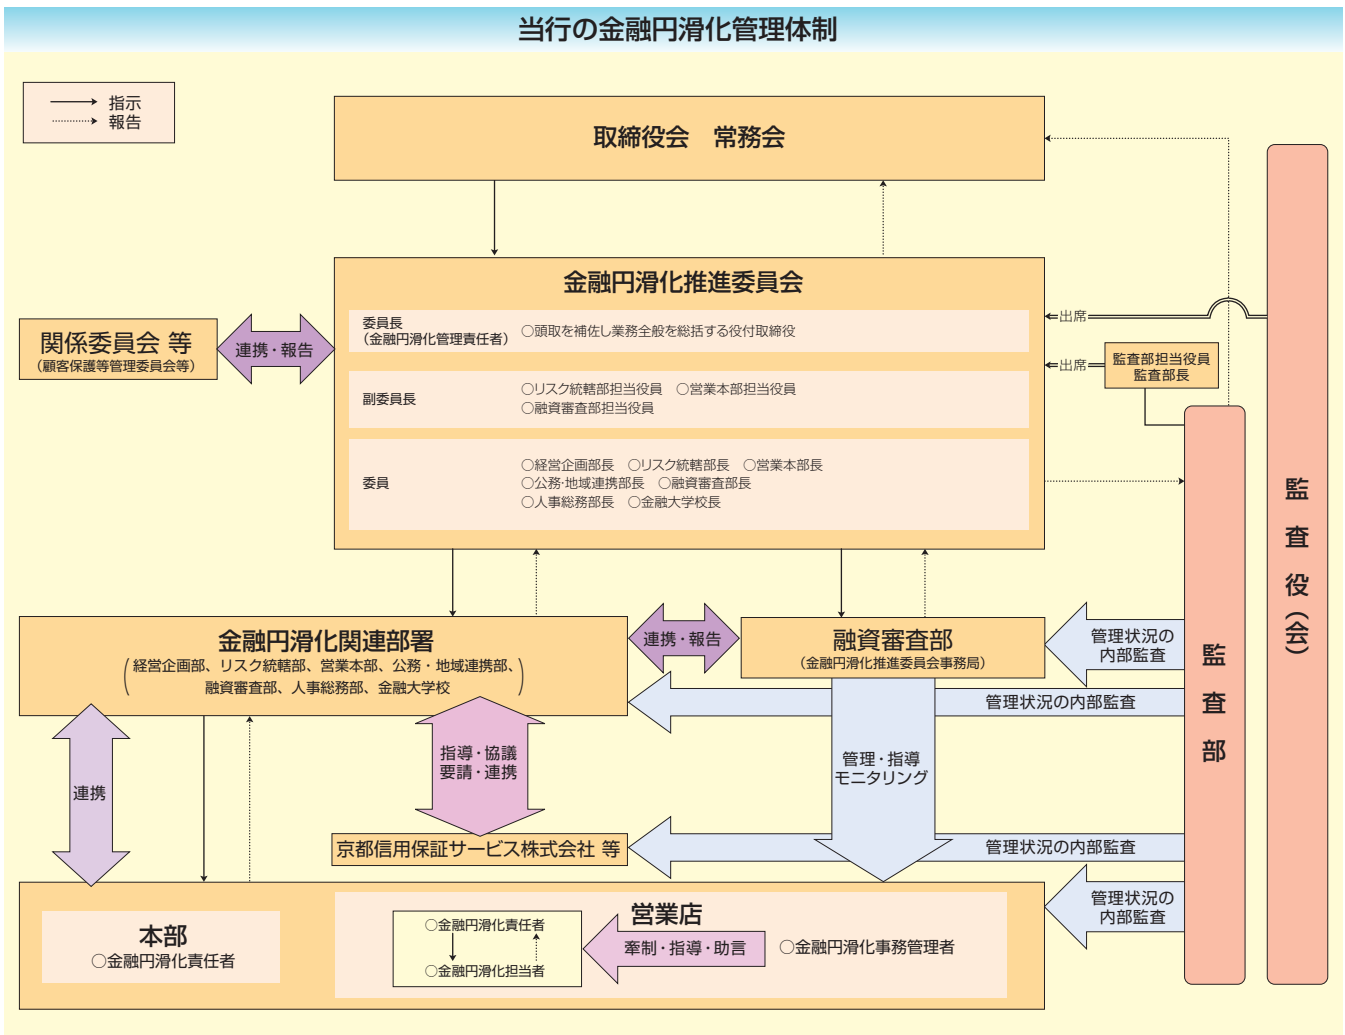 当行の金融円滑化管理体制
指示
報告
取締役会　常務会
金融円滑化推進委員会
委員長
（金融円滑化管理責任者）
○頭取を補佐し業務全般を総括する役付取締役
副委員長
○リスク統轄部担当役員　○営業本部担当役員
○融資審査部担当役員
委員
○経営企画部長　○リスク統轄部長　○営業本部長
○公務・地域連携部長　○融資審査部長
○人事総務部長　○金融大学校長
関係委員会 等
（顧客保護等管理委員会等）
連携・報告
出席
出席
監査部担当役員
監査部長
監査役（会）
監査部
金融円滑化関連部署
（経営企画部、リスク統轄部、営業本部、公務・地域連携部、
融資審査部、人事総務部、金融大学校）
連携・報告
融資審査部
（金融円滑化推進委員会事務局）
管理状況の
内部監査
管理状況の内部監査
連携
指導・協議
要請・連携
管理・指導
モニタリング
京都信用保証サービス株式会社 等
管理状況の内部監査
管理状況の
内部監査
本部
○金融円滑化責任者
営業店
○金融円滑化責任者
○金融円滑化担当者
牽制・指導・助言
○金融円滑化事務管理者